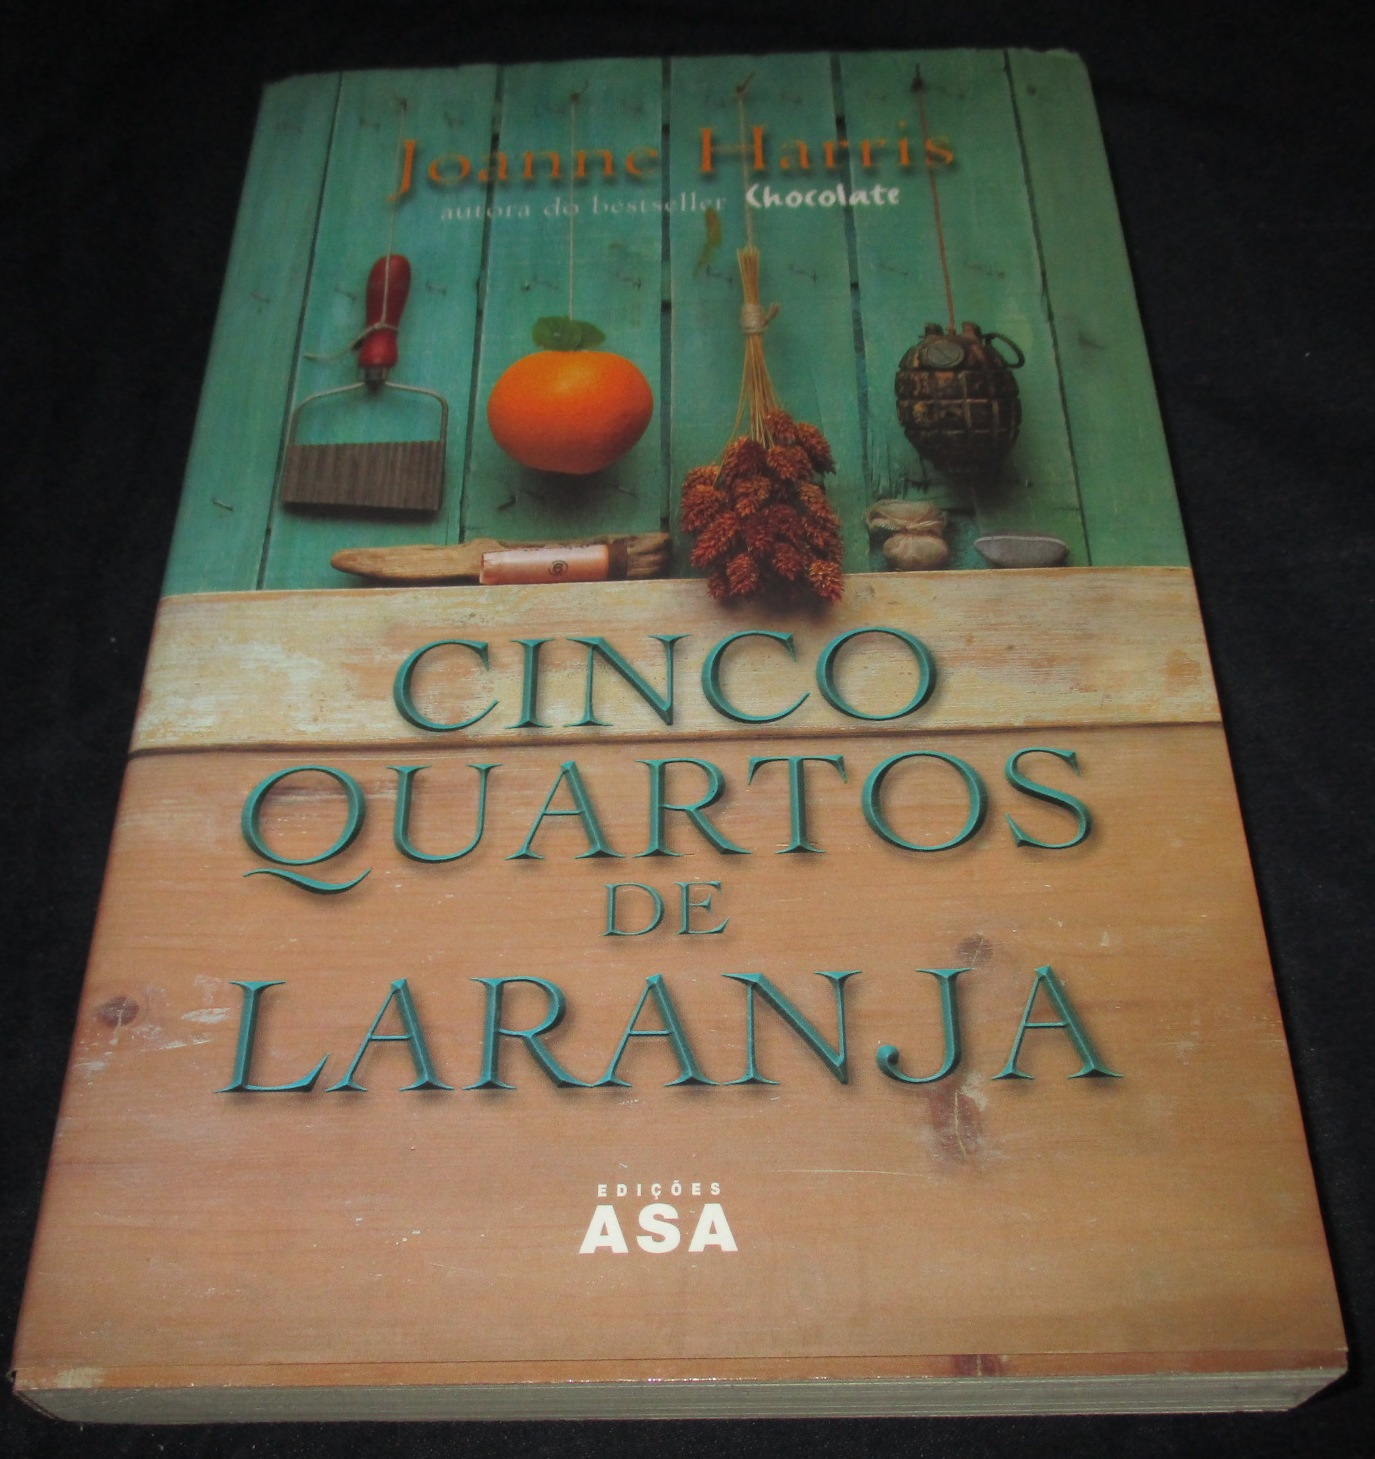 Joanne Harris
autora do bestseller Chocolate
CINCO
QUARTOS
DE
LARANJA
EDIÇÕES
ASA